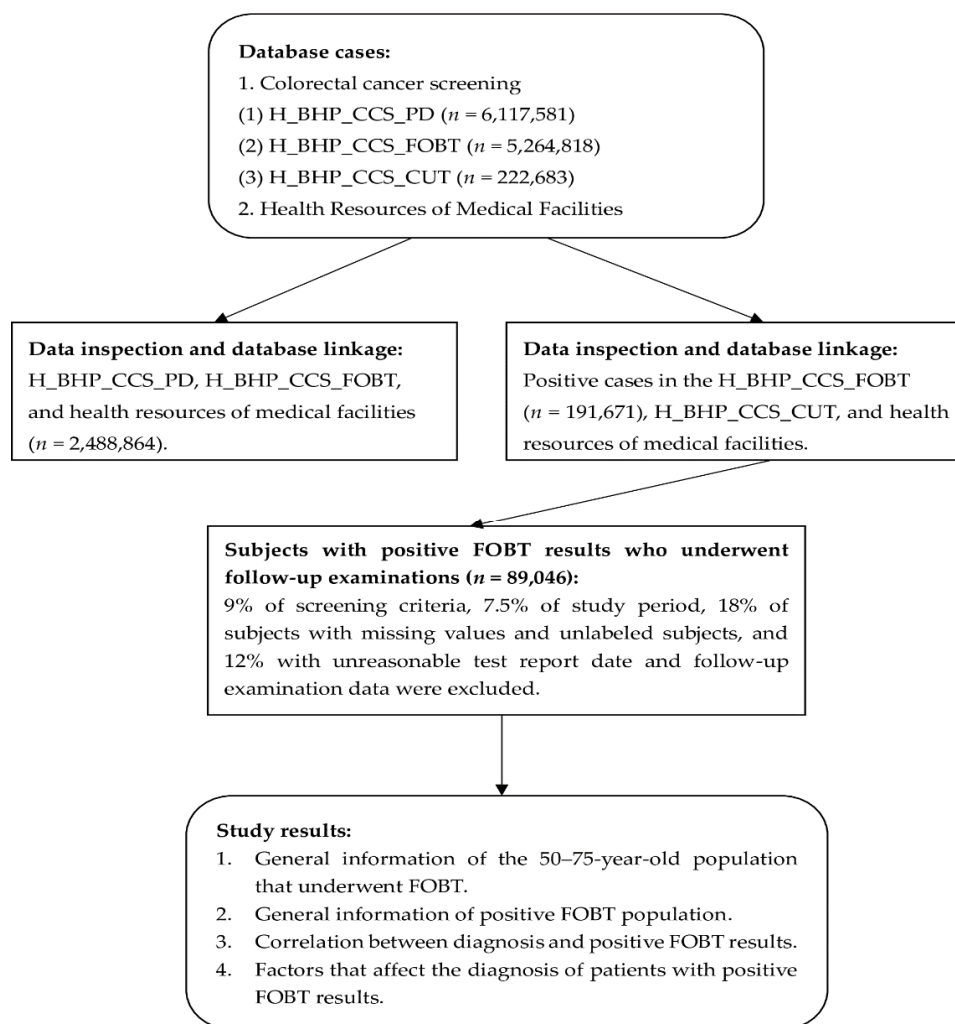 Database cases:
1. Colorectal cancer screening
(1) H_BHP_CCS_PD (n = 6,117,581)
(2) H_BHP_CCS_FOBT (n = 5,264,818)
(3) H_BHP_CCS_CUT (n = 222,683)
2. Health Resources of Medical Facilities
Data inspection and database linkage:
H_BHP_CCS_PD, H_BHP_CCS_FOBT,
and health resources of medical facilities
(n = 2,488,864).
Data inspection and database linkage:
Positive cases in the H_BHP_CCS_FOBT
(n = 191,671), H_BHP_CCS_CUT, and health
resources of medical facilities.
Subjects with positive FOBT results who underwent
follow-up examinations (n = 89,046):
9% of screening criteria, 7.5% of study period, 18% of
subjects with missing values and unlabeled subjects, and
12% with unreasonable test report date and follow-up
examination data were excluded.
Study results:
1. General information of the 50–75-year-old population
that underwent FOBT.
2. General information of positive FOBT population.
3. Correlation between diagnosis and positive FOBT results.
4. Factors that affect the diagnosis of patients with positive
FOBT results.